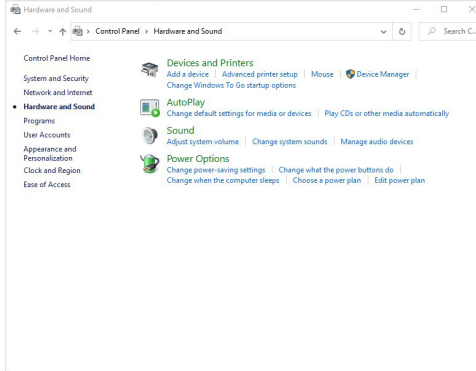 Hardware and Sound
Control Panel > Hardware and Sound
Search C...
Control Panel Home
System and Security
Network and Internet
Hardware and Sound
Programs
User Accounts
Appearance and
Personalization
Clock and Region
Ease of Access
Devices and Printers
Add a device | Advanced printer setup | Mouse | Device Manager |
Change Windows To Go startup options
AutoPlay
Change default settings for media or devices | Play CDs or other media automatically
Sound
Adjust system volume | Change system sounds | Manage audio devices
Power Options
Change power-saving settings | Change what the power buttons do |
Change when the computer sleeps | Choose a power plan | Edit power plan